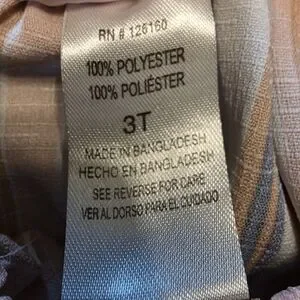 RN # 126160
100% POLYESTER
100% POLIÉSTER
3T
MADE IN BANGLADESH
HECHO EN BANGLADESH
SEE REVERSE FOR CARE
VER AL DORSO PARA EL CUIDADO